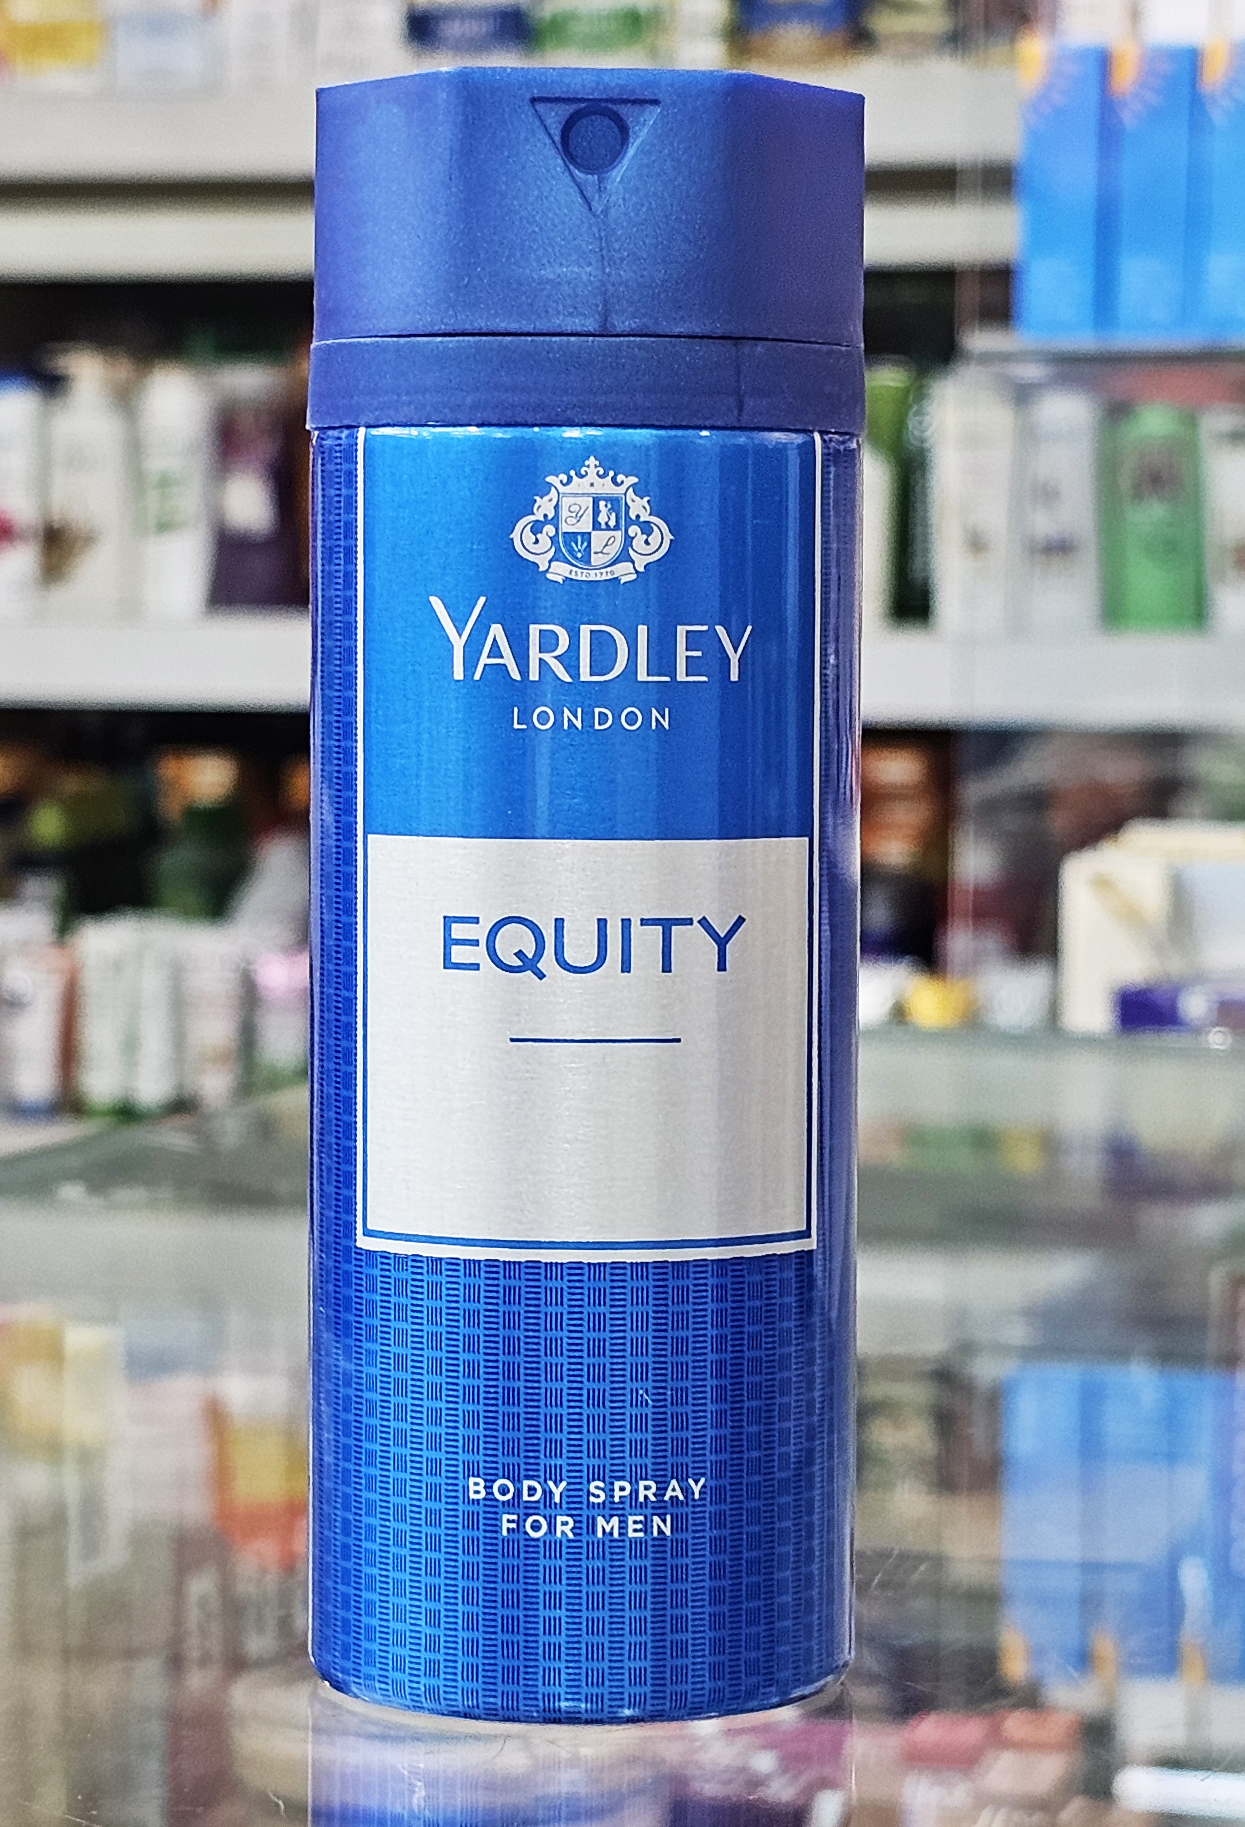 Y
L
ESTD 1770
YARDLEY
LONDON
EQUITY
BODY SPRAY
FOR MEN